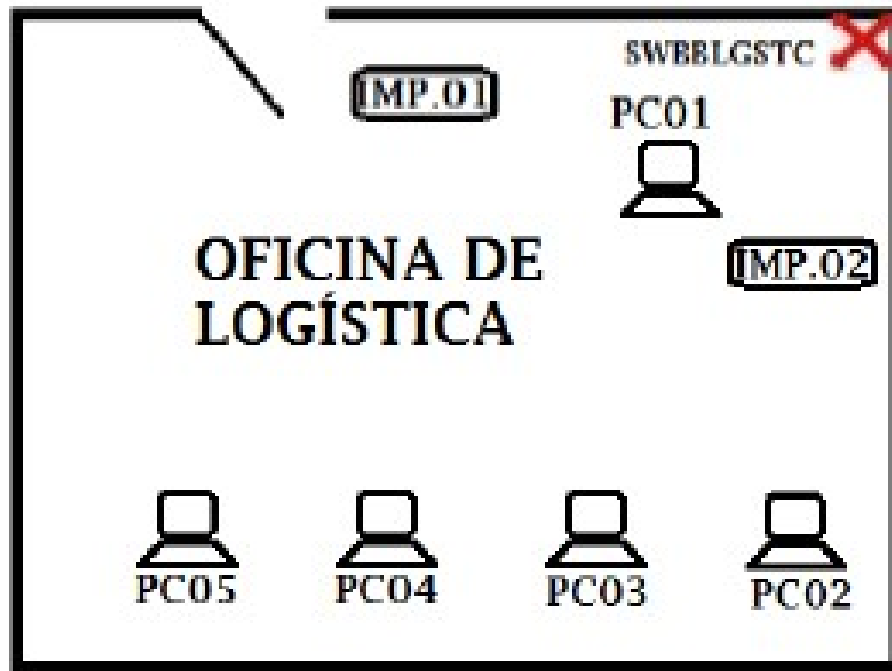 SWBBLGSTC
IMP.01
PC01
OFICINA DE
LOGÍSTICA
IMP.02
PC05
PC04
PC03
PC02